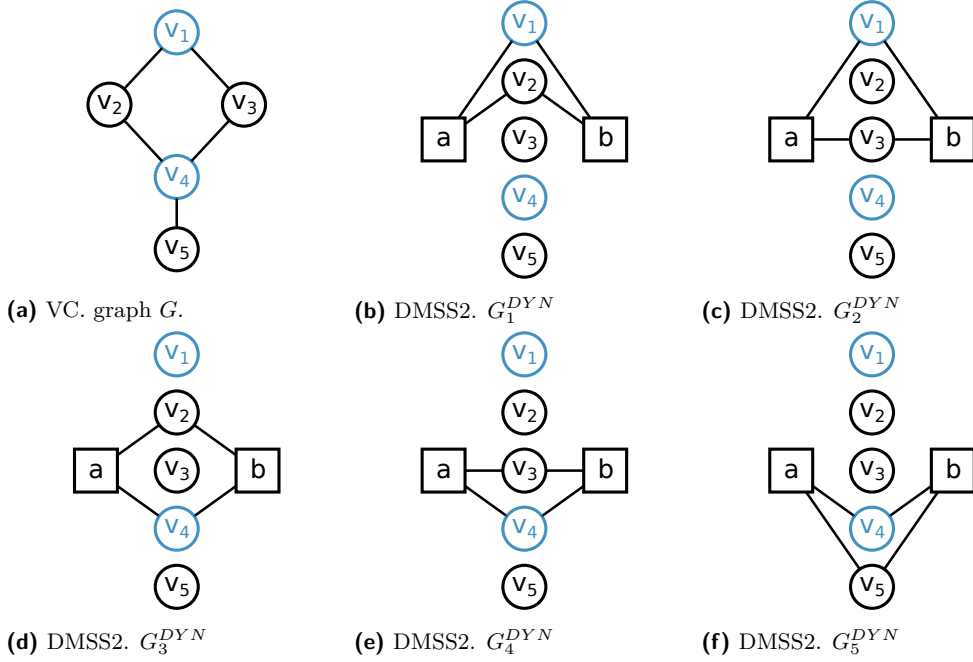 v₁
v₂ v₃
v₄
v₅
(a) VC. graph G.
v₁
v₂
a v₃ b
v₄
v₅
(b) DMSS2. G₁^DYN
v₁
v₂
a v₃ b
v₄
v₅
(c) DMSS2. G₂^DYN
v₁
v₂
a v₃ b
v₄
v₅
(d) DMSS2. G₃^DYN
v₁
v₂
a v₃ b
v₄
v₅
(e) DMSS2. G₄^DYN
v₁
v₂
a v₃ b
v₄
v₅
(f) DMSS2. G₅^DYN